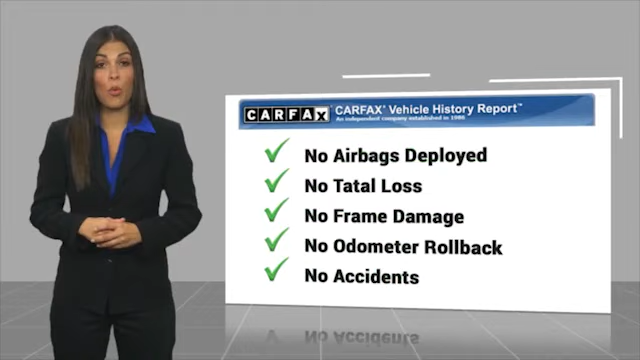 CARFAX CARFAX® Vehicle History Report™
An independent company established in 1986
No Airbags Deployed
No Tatal Loss
No Frame Damage
No Odometer Rollback
No Accidents
No Accidents